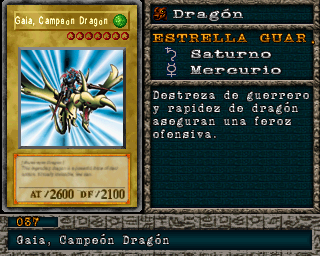 Gaia, Campeón Dragón
AT/2600 DF/2100
Dragón
ESTRELLA GUAR.
Saturno
Mercurio
Destreza de guerrero
y rapidez de dragón
aseguran una feroz
ofensiva.
037
Gaia, Campeón Dragón